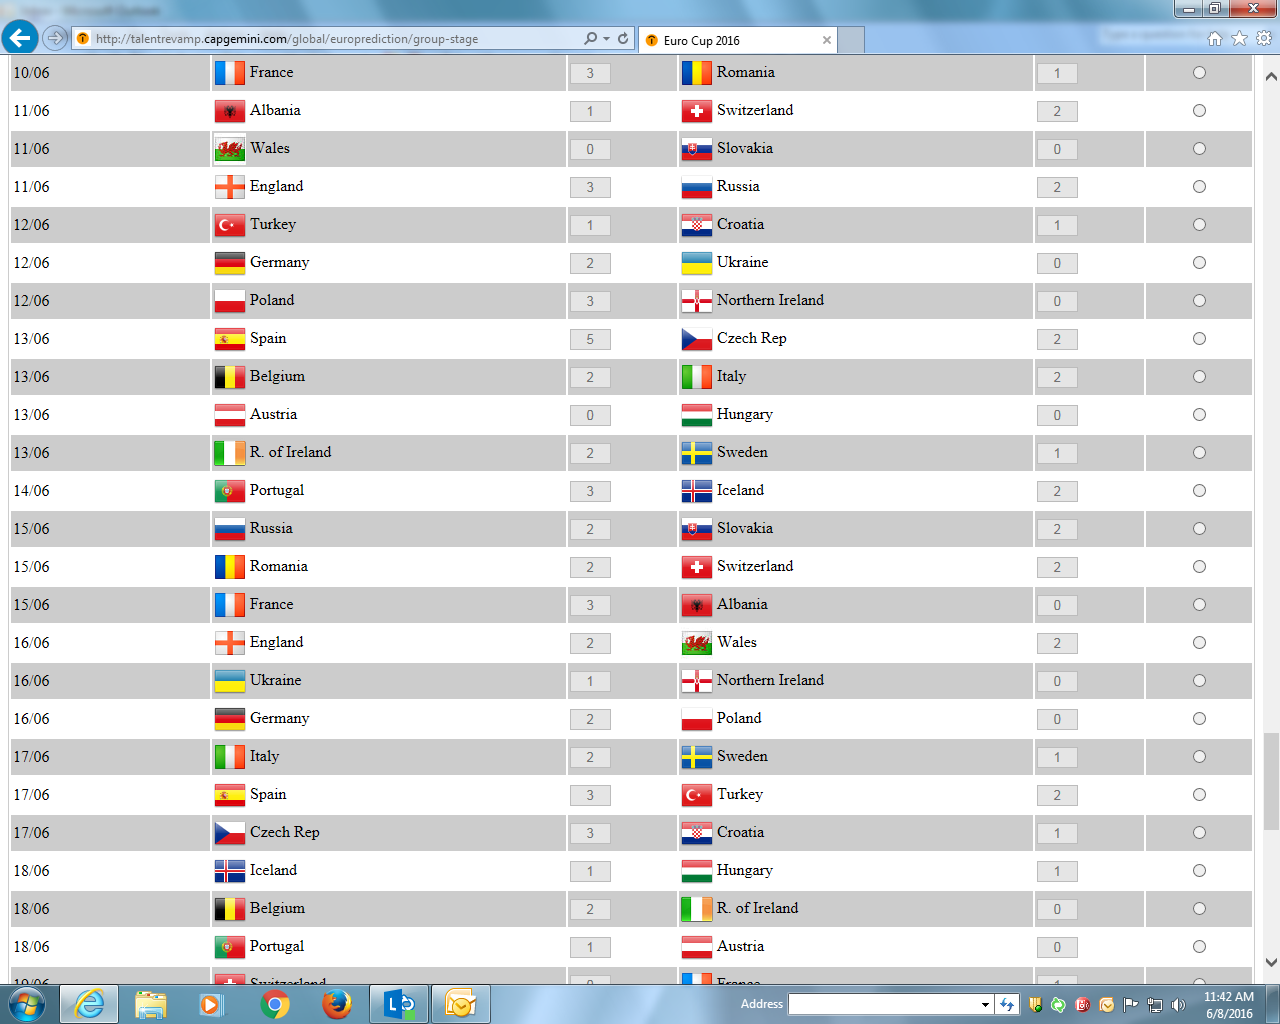 http://talentrevamp.capgemini.com/global/europrediction/group-stage
Euro Cup 2016
10/06 France 3 Romania 1
11/06 Albania 1 Switzerland 2
11/06 Wales 0 Slovakia 0
11/06 England 3 Russia 2
12/06 Turkey 1 Croatia 1
12/06 Germany 2 Ukraine 0
12/06 Poland 3 Northern Ireland 0
13/06 Spain 5 Czech Rep 2
13/06 Belgium 2 Italy 2
13/06 Austria 0 Hungary 0
13/06 R. of Ireland 2 Sweden 1
14/06 Portugal 3 Iceland 2
15/06 Russia 2 Slovakia 2
15/06 Romania 2 Switzerland 2
15/06 France 3 Albania 0
16/06 England 2 Wales 2
16/06 Ukraine 1 Northern Ireland 0
16/06 Germany 2 Poland 0
17/06 Italy 2 Sweden 1
17/06 Spain 3 Turkey 2
17/06 Czech Rep 3 Croatia 1
18/06 Iceland 1 Hungary 1
18/06 Belgium 2 R. of Ireland 0
18/06 Portugal 1 Austria 0
19/06 Switzerland 0 France 1
Address
11:42 AM
6/8/2016